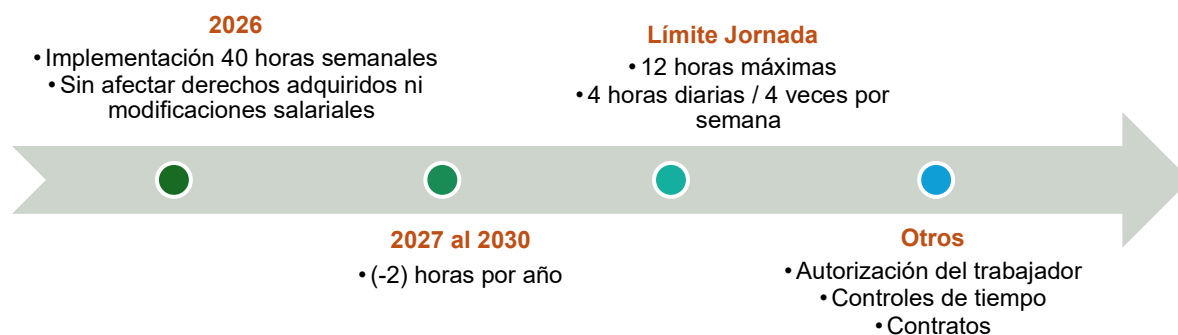 2026
• Implementación 40 horas semanales
• Sin afectar derechos adquiridos ni
modificaciones salariales
2027 al 2030
• (-2) horas por año
Límite Jornada
• 12 horas máximas
• 4 horas diarias / 4 veces por
semana
Otros
• Autorización del trabajador
• Controles de tiempo
• Contratos